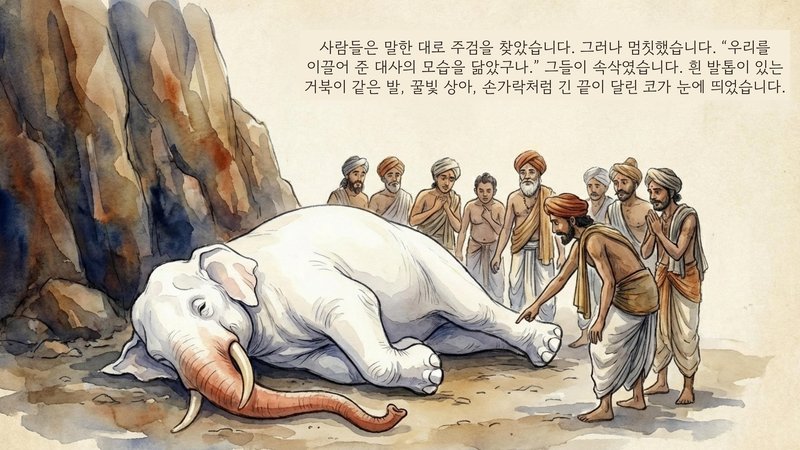 사람들은 말한 대로 주검을 찾았습니다. 그러나 멈칫했습니다. “우리를
이끌어 준 대사의 모습을 닮았구나.” 그들이 속삭였습니다. 흰 발톱이 있는
거북이 같은 발, 꿀빛 상아, 손가락처럼 긴 끝이 달린 코가 눈에 띄었습니다.